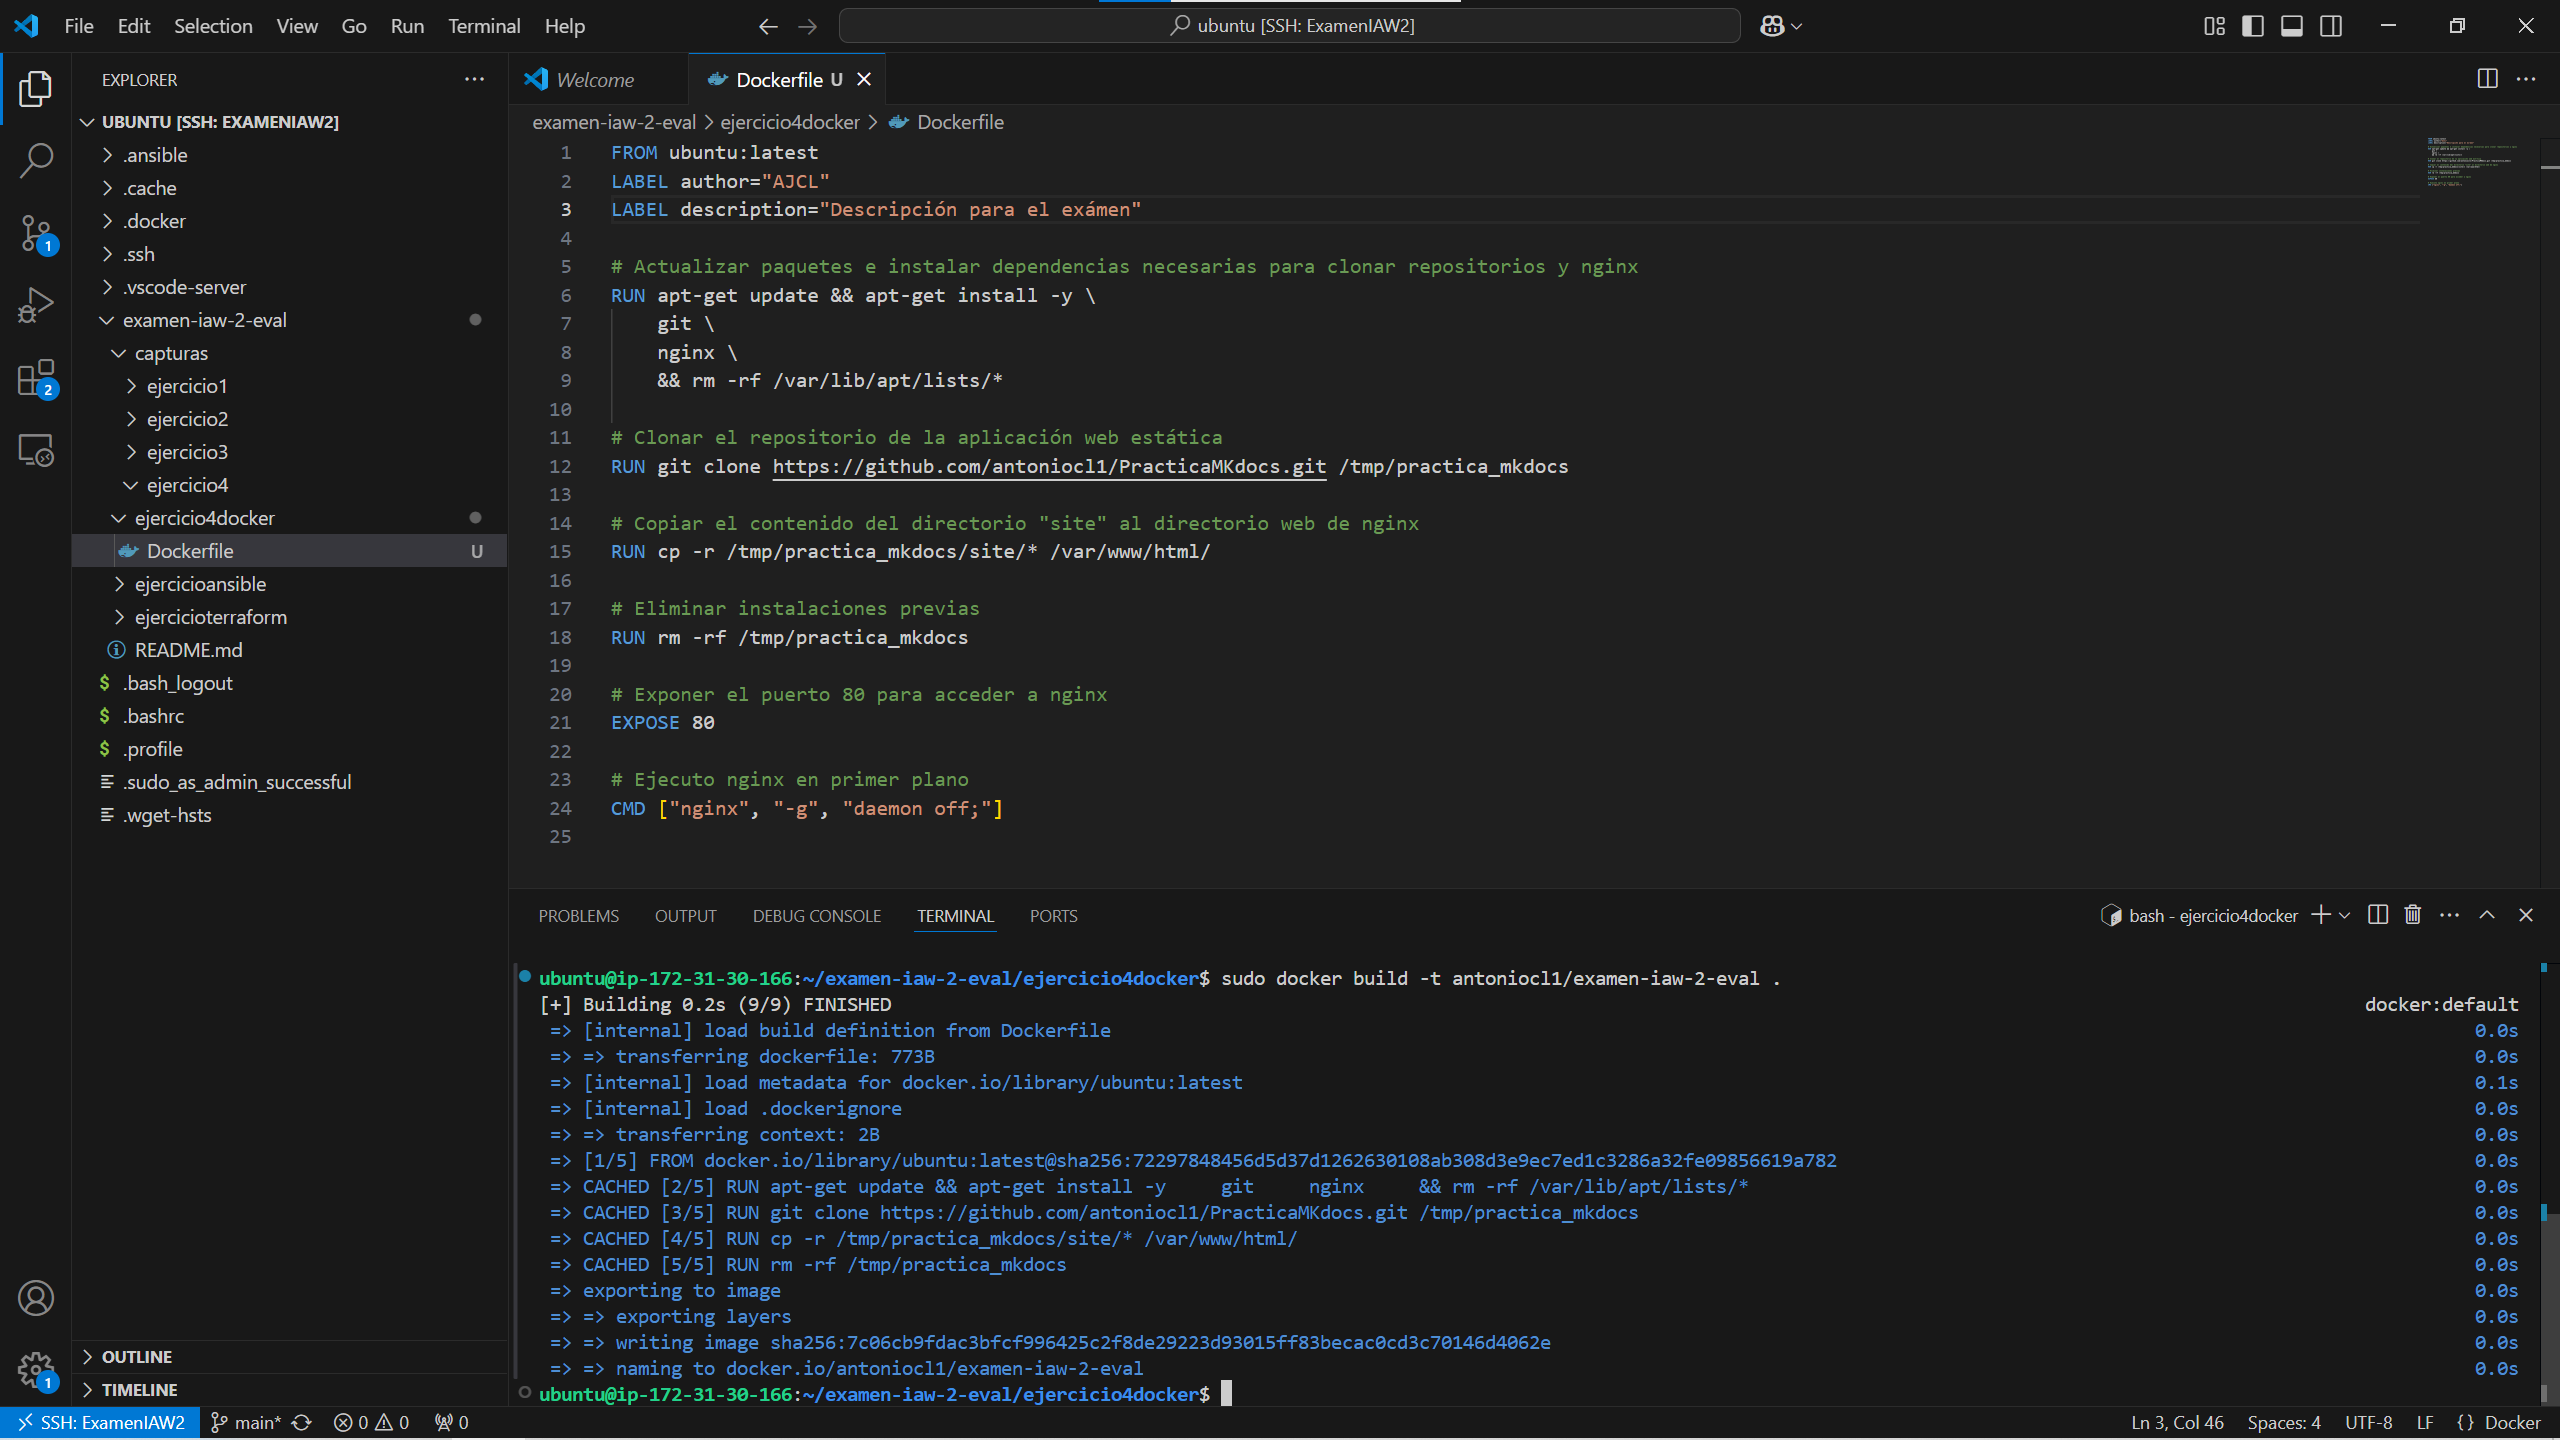 File Edit Selection View Go Run Terminal Help
ubuntu [SSH: ExamenIAW2]
EXPLORER
UBUNTU [SSH: EXAMENIAW2]
.ansible
.cache
.docker
.ssh
.vscode-server
examen-iaw-2-eval
capturas
ejercicio1
ejercicio2
ejercicio3
ejercicio4
ejercicio4docker
Dockerfile U
ejercicioansible
ejercicioterraform
README.md
$ .bash_logout
$ .bashrc
$ .profile
.sudo_as_admin_successful
.wget-hsts
OUTLINE
TIMELINE
1
2
1
Welcome
Dockerfile U
examen-iaw-2-eval > ejercicio4docker > Dockerfile
1 FROM ubuntu:latest
2 LABEL author="AJCL"
3 LABEL description="Descripción para el exámen"
4
5 # Actualizar paquetes e instalar dependencias necesarias para clonar repositorios y nginx
6 RUN apt-get update && apt-get install -y \
7 git \
8 nginx \
9 && rm -rf /var/lib/apt/lists/*
10
11 # Clonar el repositorio de la aplicación web estática
12 RUN git clone https://github.com/antoniocl1/PracticaMKdocs.git /tmp/practica_mkdocs
13
14 # Copiar el contenido del directorio "site" al directorio web de nginx
15 RUN cp -r /tmp/practica_mkdocs/site/* /var/www/html/
16
17 # Eliminar instalaciones previas
18 RUN rm -rf /tmp/practica_mkdocs
19
20 # Exponer el puerto 80 para acceder a nginx
21 EXPOSE 80
22
23 # Ejecuto nginx en primer plano
24 CMD ["nginx", "-g", "daemon off;"]
25
PROBLEMS OUTPUT DEBUG CONSOLE TERMINAL PORTS
bash - ejercicio4docker
ubuntu@ip-172-31-30-166:~/examen-iaw-2-eval/ejercicio4docker$ sudo docker build -t antoniocl1/examen-iaw-2-eval .
[+] Building 0.2s (9/9) FINISHED docker:default
=> [internal] load build definition from Dockerfile 0.0s
=> => transferring dockerfile: 773B 0.0s
=> [internal] load metadata for docker.io/library/ubuntu:latest 0.1s
=> [internal] load .dockerignore 0.0s
=> => transferring context: 2B 0.0s
=> [1/5] FROM docker.io/library/ubuntu:latest@sha256:72297848456d5d37d1262630108ab308d3e9ec7ed1c3286a32fe09856619a782 0.0s
=> CACHED [2/5] RUN apt-get update && apt-get install -y git nginx && rm -rf /var/lib/apt/lists/* 0.0s
=> CACHED [3/5] RUN git clone https://github.com/antoniocl1/PracticaMKdocs.git /tmp/practica_mkdocs 0.0s
=> CACHED [4/5] RUN cp -r /tmp/practica_mkdocs/site/* /var/www/html/ 0.0s
=> CACHED [5/5] RUN rm -rf /tmp/practica_mkdocs 0.0s
=> exporting to image 0.0s
=> => exporting layers 0.0s
=> => writing image sha256:7c06cb9fdac3bfcf996425c2f8de29223d93015ff83becac0cd3c70146d4062e 0.0s
=> => naming to docker.io/antoniocl1/examen-iaw-2-eval 0.0s
ubuntu@ip-172-31-30-166:~/examen-iaw-2-eval/ejercicio4docker$
SSH: ExamenIAW2 main* 0 0 0
Ln 3, Col 46 Spaces: 4 UTF-8 LF {} Docker